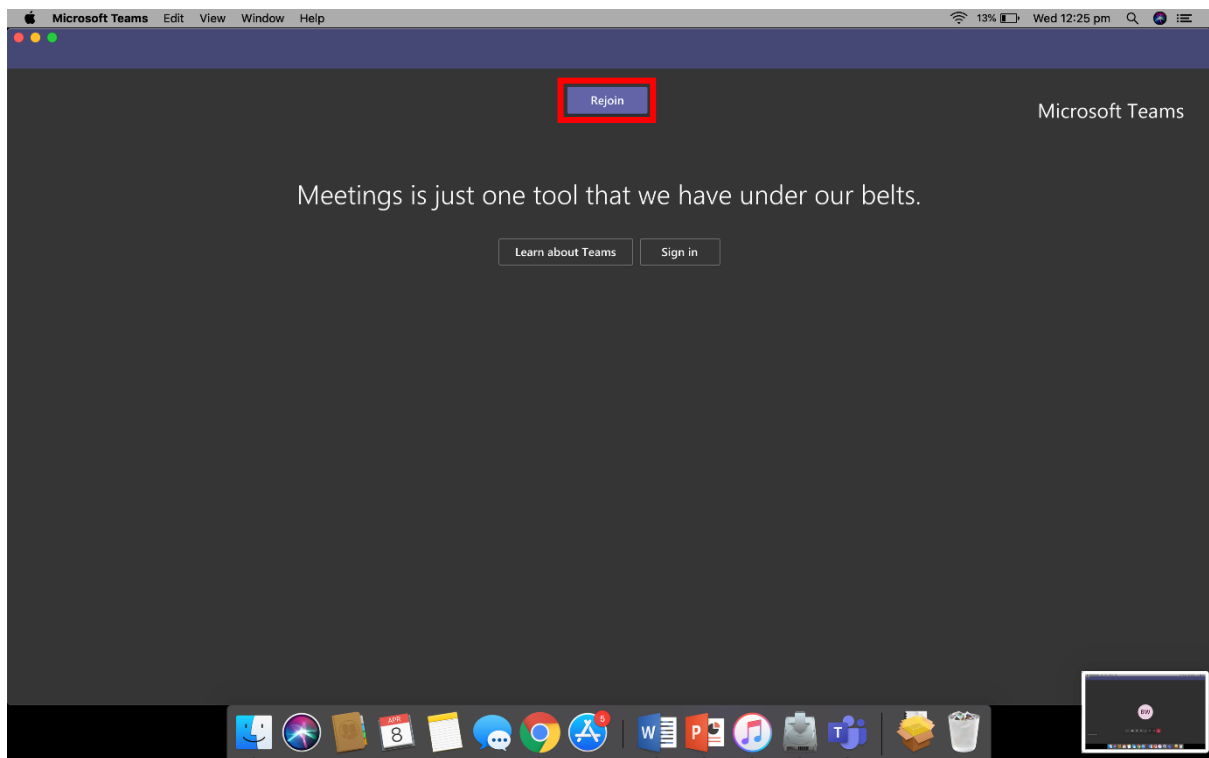 Microsoft Teams Edit View Window Help 13% Wed 12:25 pm
Rejoin
Microsoft Teams
Meetings is just one tool that we have under our belts.
Learn about Teams Sign in
BW
APR
8
5
W
P
T